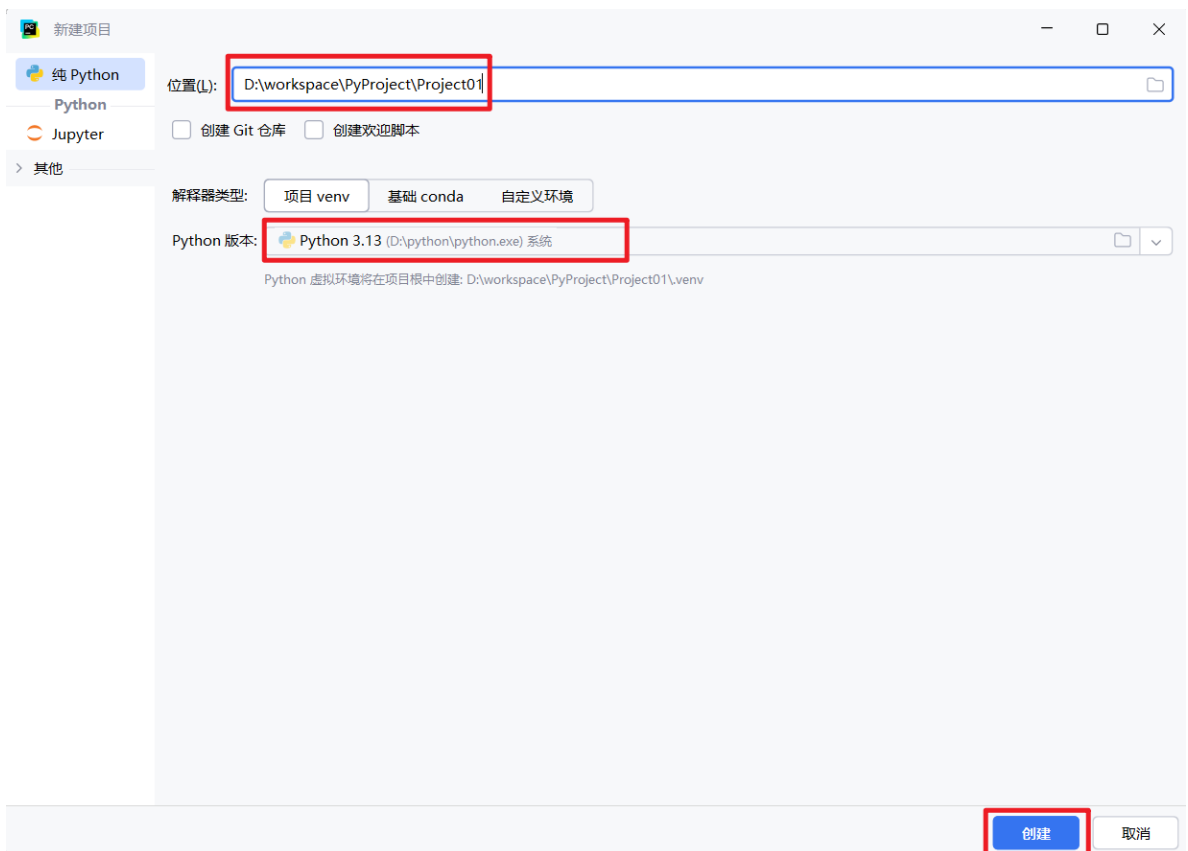 新建项目
纯 Python
位置(L): D:\workspace\PyProject\Project01
Python
创建 Git 仓库 创建欢迎脚本
Jupyter
其他
解释器类型: 项目 venv 基础 conda 自定义环境
Python 版本: Python 3.13 (D:\python\python.exe) 系统
Python 虚拟环境将在项目根中创建: D:\workspace\PyProject\Project01\.venv
创建 取消